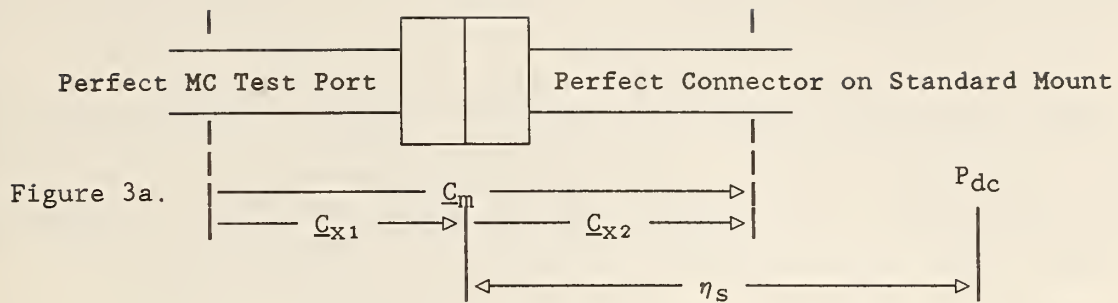 Perfect MC Test Port Perfect Connector on Standard Mount
Figure 3a.
C_m
P_dc
C_x1 C_x2
η_s